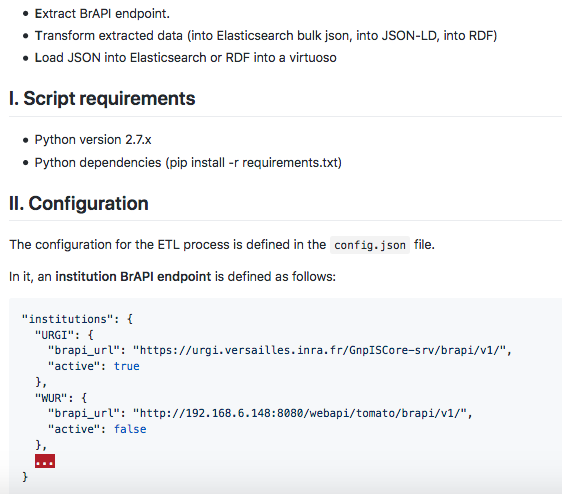 • Extract BrAPI endpoint.
• Transform extracted data (into Elasticsearch bulk json, into JSON-LD, into RDF)
• Load JSON into Elasticsearch or RDF into a virtuoso
I. Script requirements
• Python version 2.7.x
• Python dependencies (pip install -r requirements.txt)
II. Configuration
The configuration for the ETL process is defined in the config.json file.
In it, an institution BrAPI endpoint is defined as follows:
"institutions": {
  "URGI": {
    "brapi_url": "https://urgi.versailles.inra.fr/GnpISCore-srv/brapi/v1/",
    "active": true
  },
  "WUR": {
    "brapi_url": "http://192.168.6.148:8080/webapi/tomato/brapi/v1/",
    "active": false
  },
  ...
}